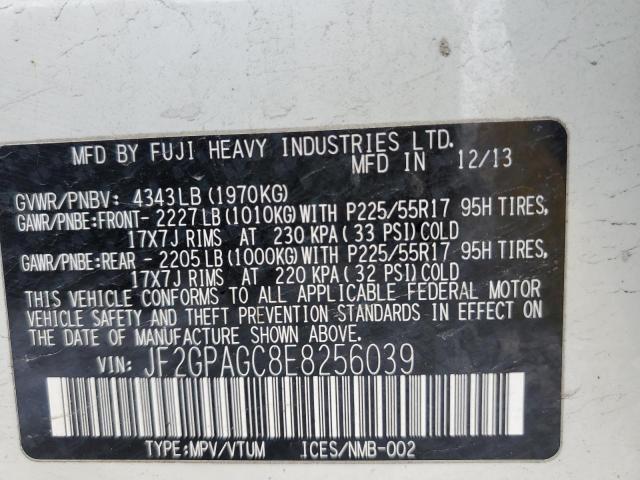 MFD BY FUJI HEAVY INDUSTRIES LTD.
MFD IN 12/13
GVWR/PNBV: 4343LB(1970KG)
GAWR/PNBE:FRONT- 2227LB(1010KG)WITH P225/55R17 95H TIRES,
17X7J RIMS AT 230 KPA(33 PSI)COLD
GAWR/PNBE:REAR - 2205LB(1000KG)WITH P225/55R17 95H TIRES,
17X7J RIMS AT 220 KPA(32 PSI)COLD
THIS VEHICLE CONFORMS TO ALL APPLICABLE FEDERAL MOTOR
VEHICLE SAFETY AND THEFT PREVENTION STANDARDS IN EFFECT ON
THE DATE OF MANUFACTURE SHOWN ABOVE.
VIN: JF2GPAGC8E8256039
TYPE:MPV/VTUM ICES/NMB-002